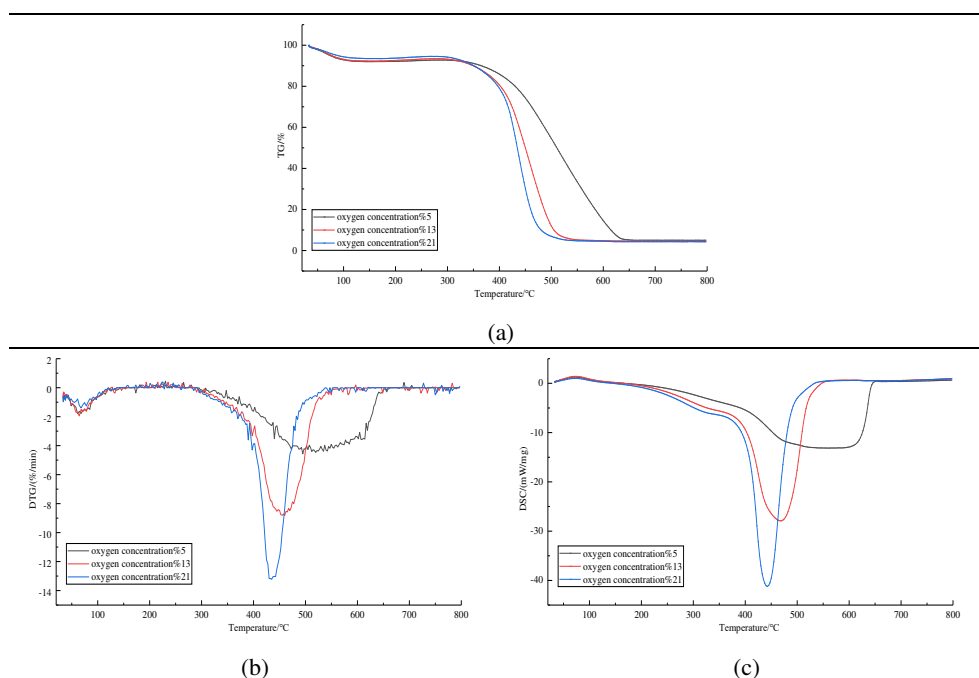 100
80
60
40
20
0
TG/%
oxygen concentration%5
oxygen concentration%13
oxygen concentration%21
100 200 300 400 500 600 700 800
Temperature/°C
(a)
2
0
-2
-4
-6
-8
-10
-12
-14
DTG/(%/min)
oxygen concentration%5
oxygen concentration%13
oxygen concentration%21
100 200 300 400 500 600 700 800
Temperature/°C
(b)
0
-10
-20
-30
-40
DSC/(mW/mg)
oxygen concentration%5
oxygen concentration%13
oxygen concentration%21
100 200 300 400 500 600 700 800
Temperature/°C
(c)